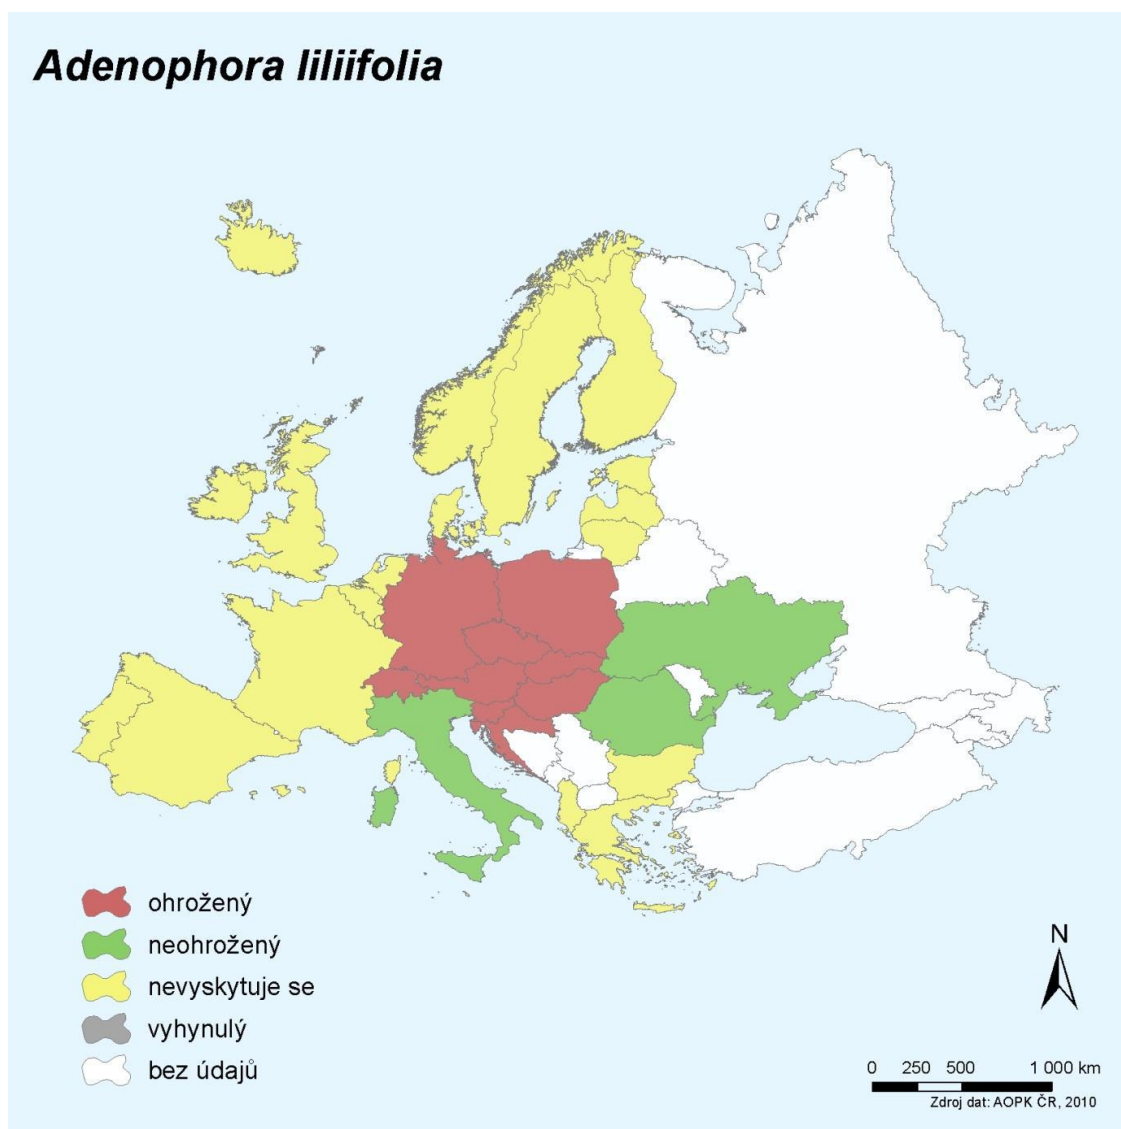 Adenophora liliifolia
ohrožený
neohrožený
nevyskytuje se
vyhynulý
bez údajů
N
0 250 500 1 000 km
Zdroj dat: AOPK ČR, 2010